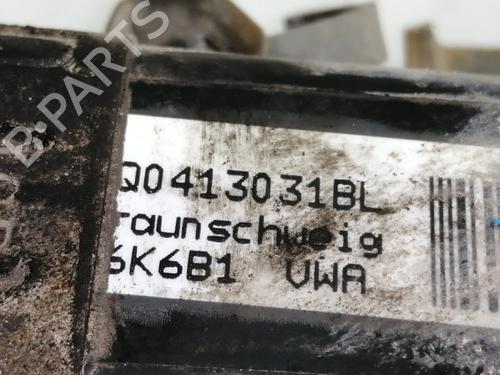 B-PARTS
Q0413031BL
raunschweig
6K6B1 VWA